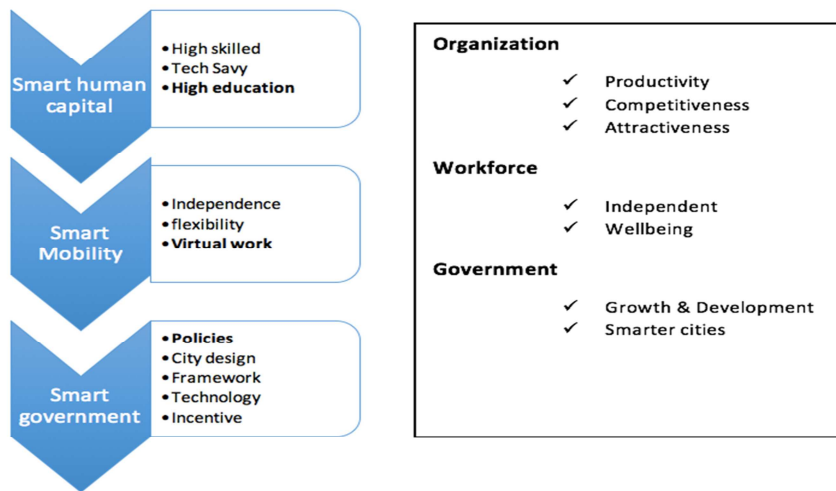 Smart human
capital
• High skilled
• Tech Savy
• High education
Smart
Mobility
• Independence
• flexibility
• Virtual work
Smart
government
• Policies
• City design
• Framework
• Technology
• Incentive
Organization
✓ Productivity
✓ Competitiveness
✓ Attractiveness
Workforce
✓ Independent
✓ Wellbeing
Government
✓ Growth & Development
✓ Smarter cities